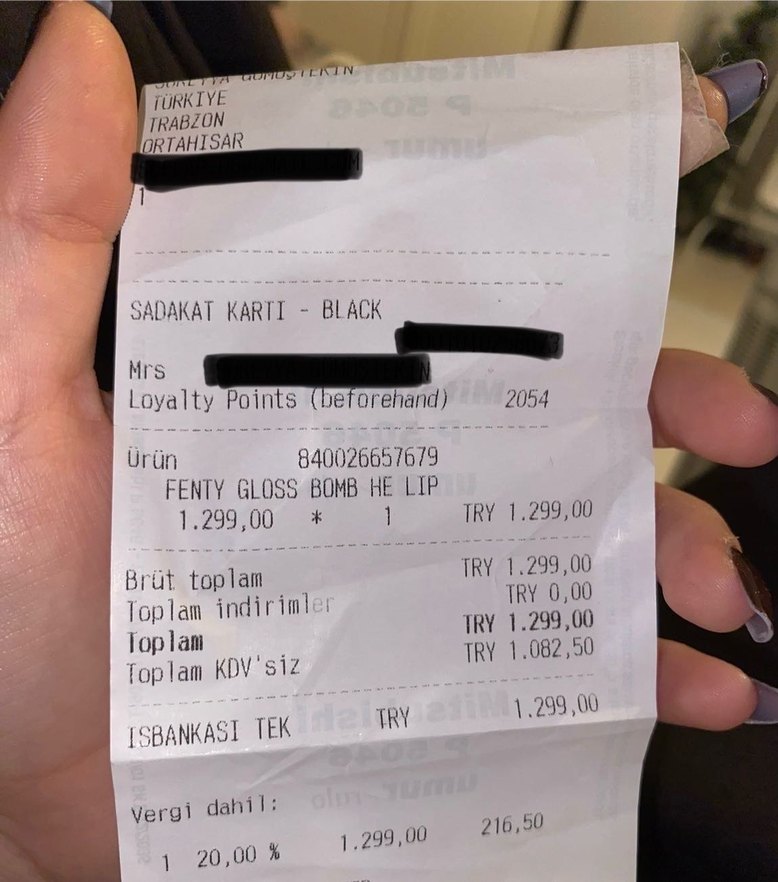 TÜRKİYE
TRABZON
ORTAHISAR
1
SADAKAT KARTI - BLACK
Mrs
Loyalty Points (beforehand) 2054
Ürün 840026657679
FENTY GLOSS BOMB HE LIP
1.299,00 * 1 TRY 1.299,00
Brüt toplam TRY 1.299,00
Toplam indirimler TRY 0,00
Toplam TRY 1.299,00
Toplam KDV'siz TRY 1.082,50
ISBANKASI TEK TRY 1.299,00
Vergi dahil:
1 20,00 % 1.299,00 216,50